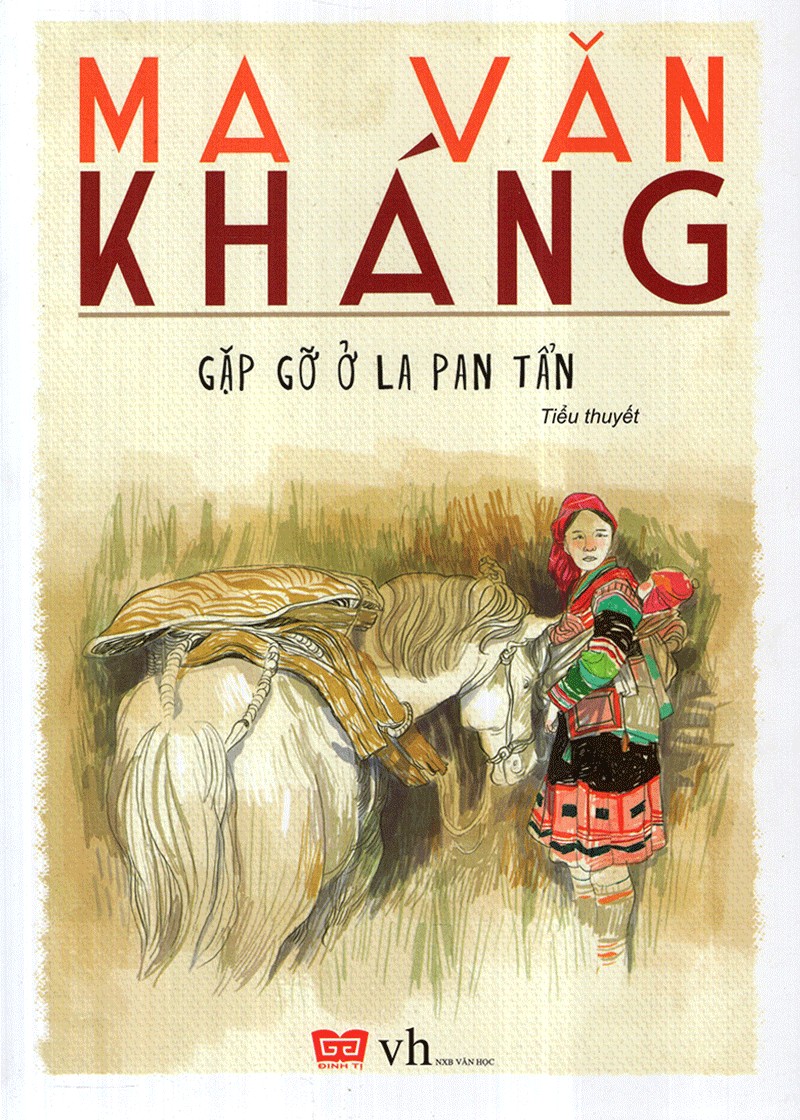 MA VĂN
KHÁNG
GẶP GỠ Ở LA PAN TẨN
Tiểu thuyết
ĐINH TỊ
vh NXB VĂN HỌC